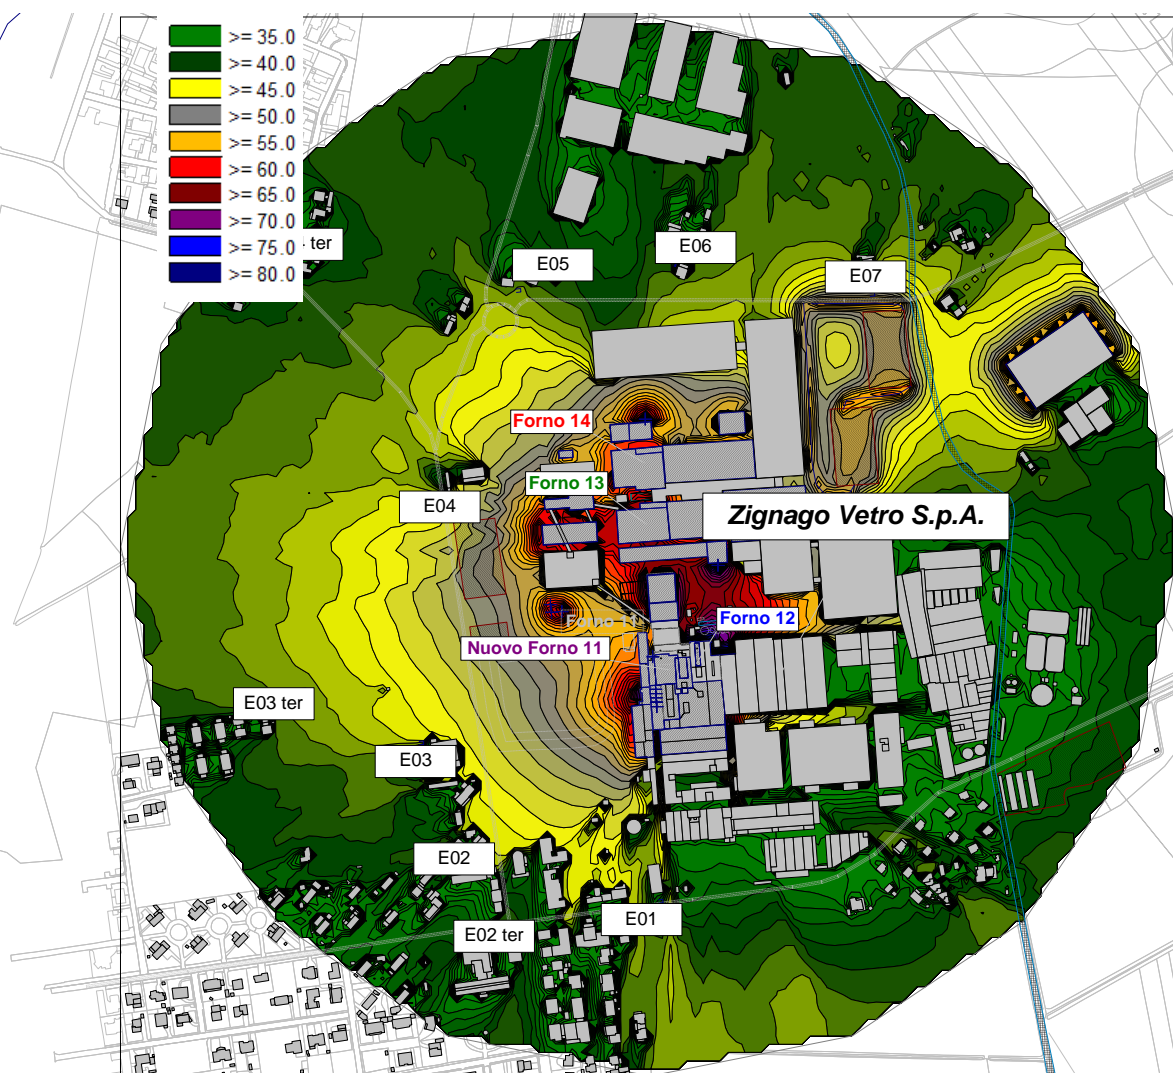 >= 35.0
>= 40.0
>= 45.0
>= 50.0
>= 55.0
>= 60.0
>= 65.0
>= 70.0
>= 75.0
>= 80.0
ter
E06
E05
E07
Forno 14
Forno 13
E04
Zignago Vetro S.p.A.
Forno 11
Forno 12
Nuovo Forno 11
E03 ter
E03
E02
E01
E02 ter